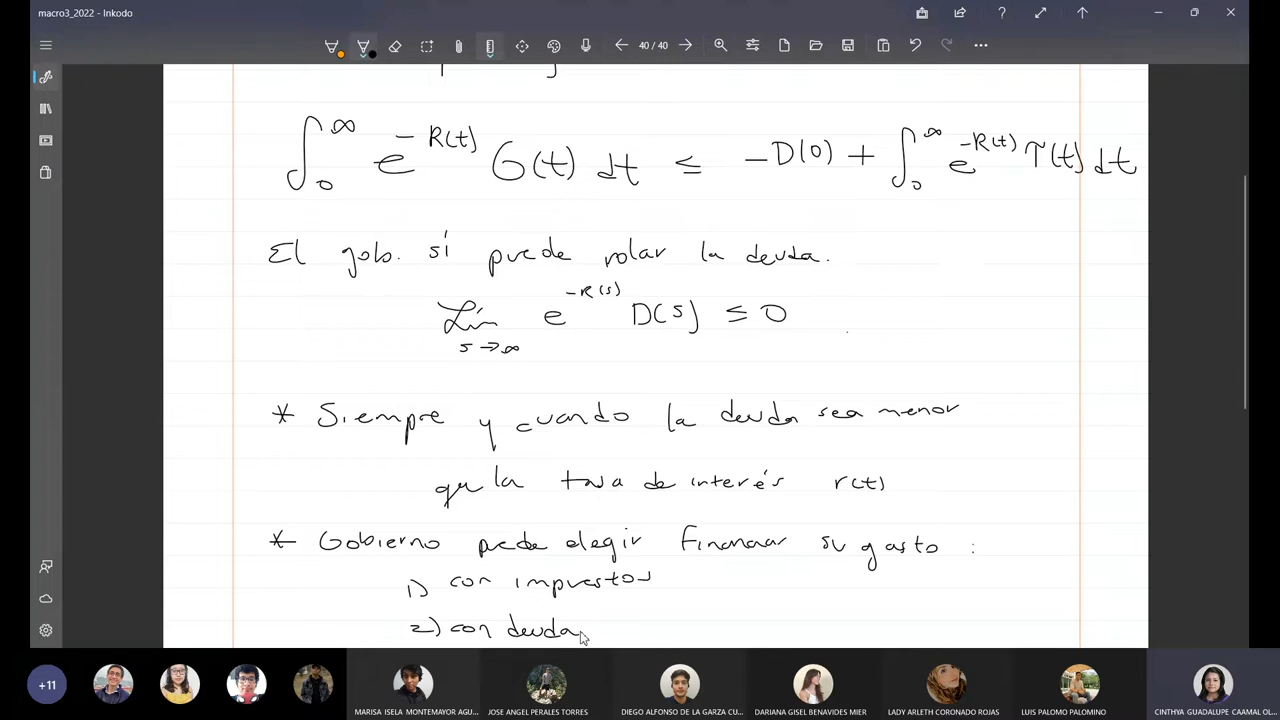 macro3_2022 - Inkodo
40 / 40
∫₀^∞ e^{-R(t)} G(t) dt ≤ -D(0) + ∫₀^∞ e^{-R(t)} T(t) dt
El gob. sí puede rolar la deuda.
Lím_{s→∞} e^{-R(s)} D(s) ≤ 0
* Siempre y cuando la deuda sea menor
que la tasa de interés r(t)
* Gobierno puede elegir financiar su gasto :
1) con impuestos
2) con deuda
+11
MARISA ISELA MONTEMAYOR AGU...
JOSE ANGEL PERALES TORRES
DIEGO ALFONSO DE LA GARZA CU...
DARIANA GISEL BENAVIDES MIER
LADY ARLETH CORONADO ROJAS
LUIS PALOMO PALOMINO
CINTHYA GUADALUPE CAAMAL OL...